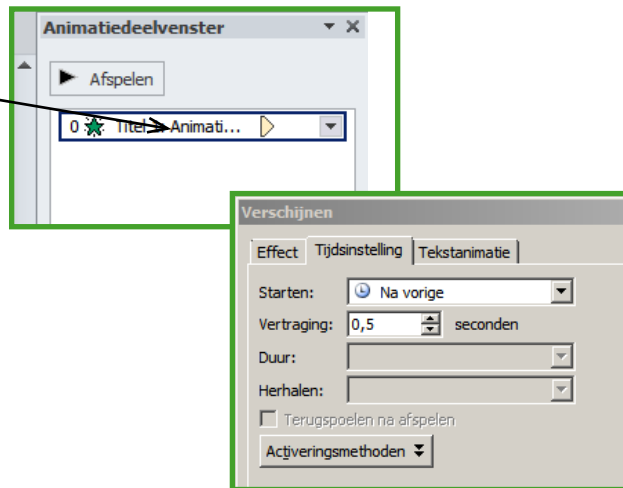 Animatiedeelvenster
Afspelen
0 Titel 1: Animati...
Verschijnen
Effect Tijdsinstelling Tekstanimatie
Starten: Na vorige
Vertraging: 0,5 seconden
Duur:
Herhalen:
Terugspoelen na afspelen
Activeringsmethoden